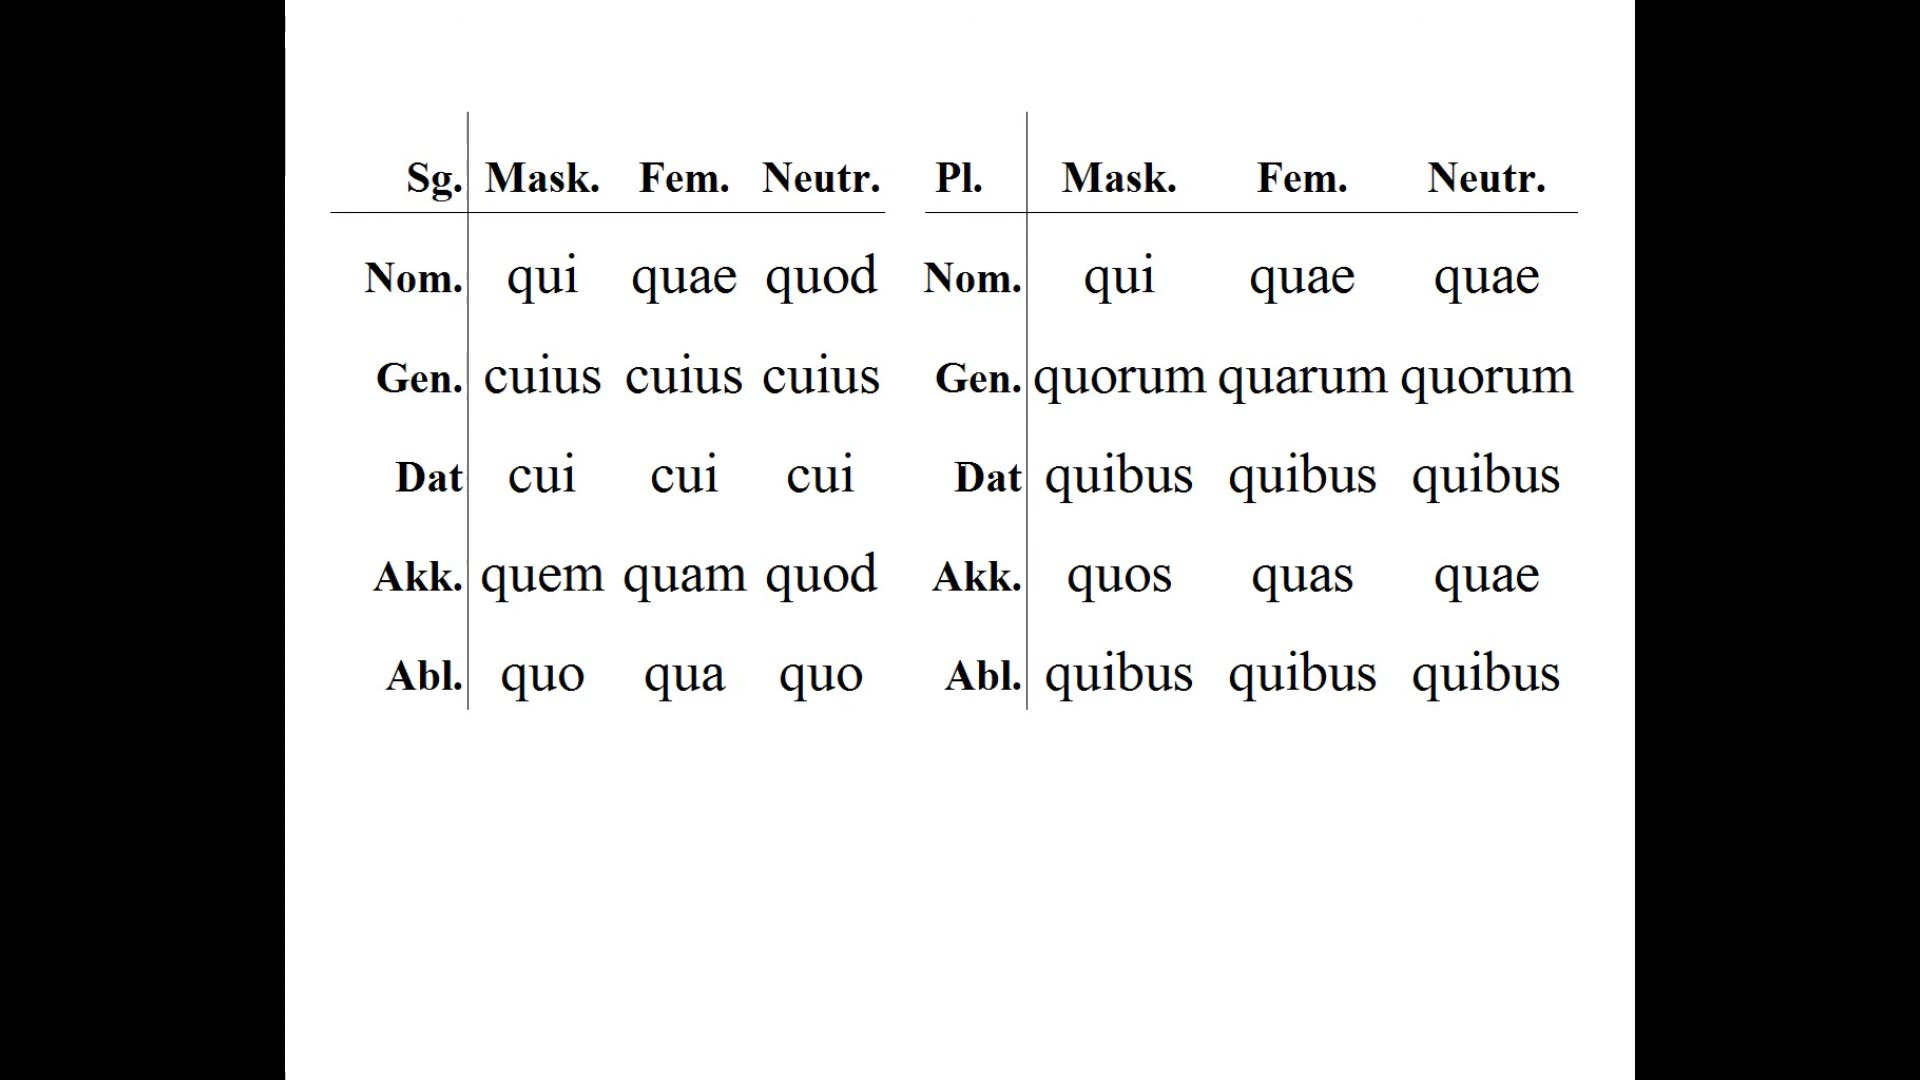 Sg. Mask. Fem. Neutr. Pl. Mask. Fem. Neutr.
Nom. qui quae quod Nom. qui quae quae
Gen. cuius cuius cuius Gen. quorum quarum quorum
Dat cui cui cui Dat quibus quibus quibus
Akk. quem quam quod Akk. quos quas quae
Abl. quo qua quo Abl. quibus quibus quibus